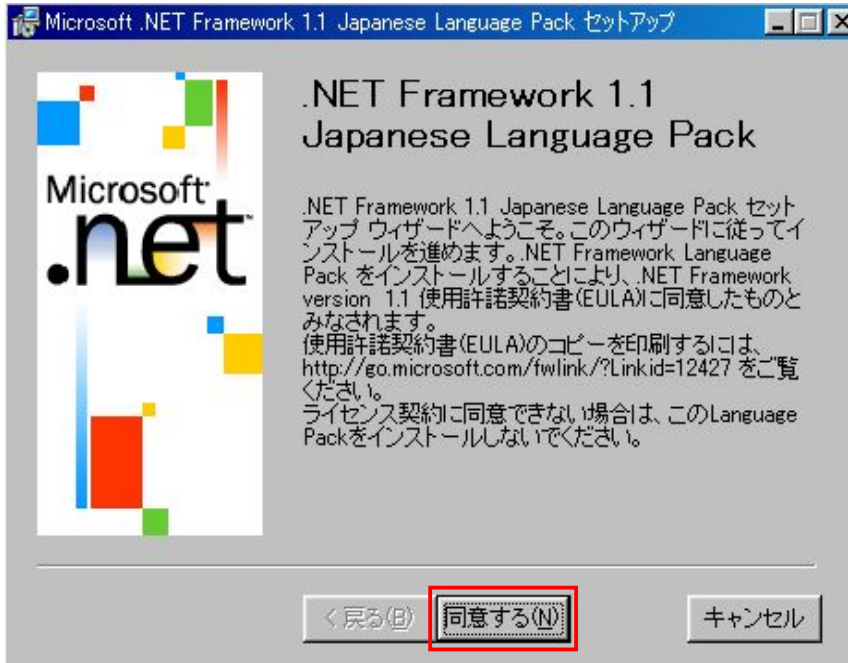 Microsoft .NET Framework 1.1 Japanese Language Pack セットアップ
.NET Framework 1.1
Japanese Language Pack
Microsoft
.net
.NET Framework 1.1 Japanese Language Pack セット
アップ ウィザードへようこそ。このウィザードに従ってイ
ンストールを進めます。.NET Framework Language
Pack をインストールすることにより、.NET Framework
version 1.1 使用許諾契約書(EULA)に同意したものと
みなされます。
使用許諾契約書(EULA)のコピーを印刷するには、
http://go.microsoft.com/fwlink/?Linkid=12427 をご覧
ください。
ライセンス契約に同意できない場合は、このLanguage
Packをインストールしないでください。
< 戻る(B)
同意する(N)
キャンセル